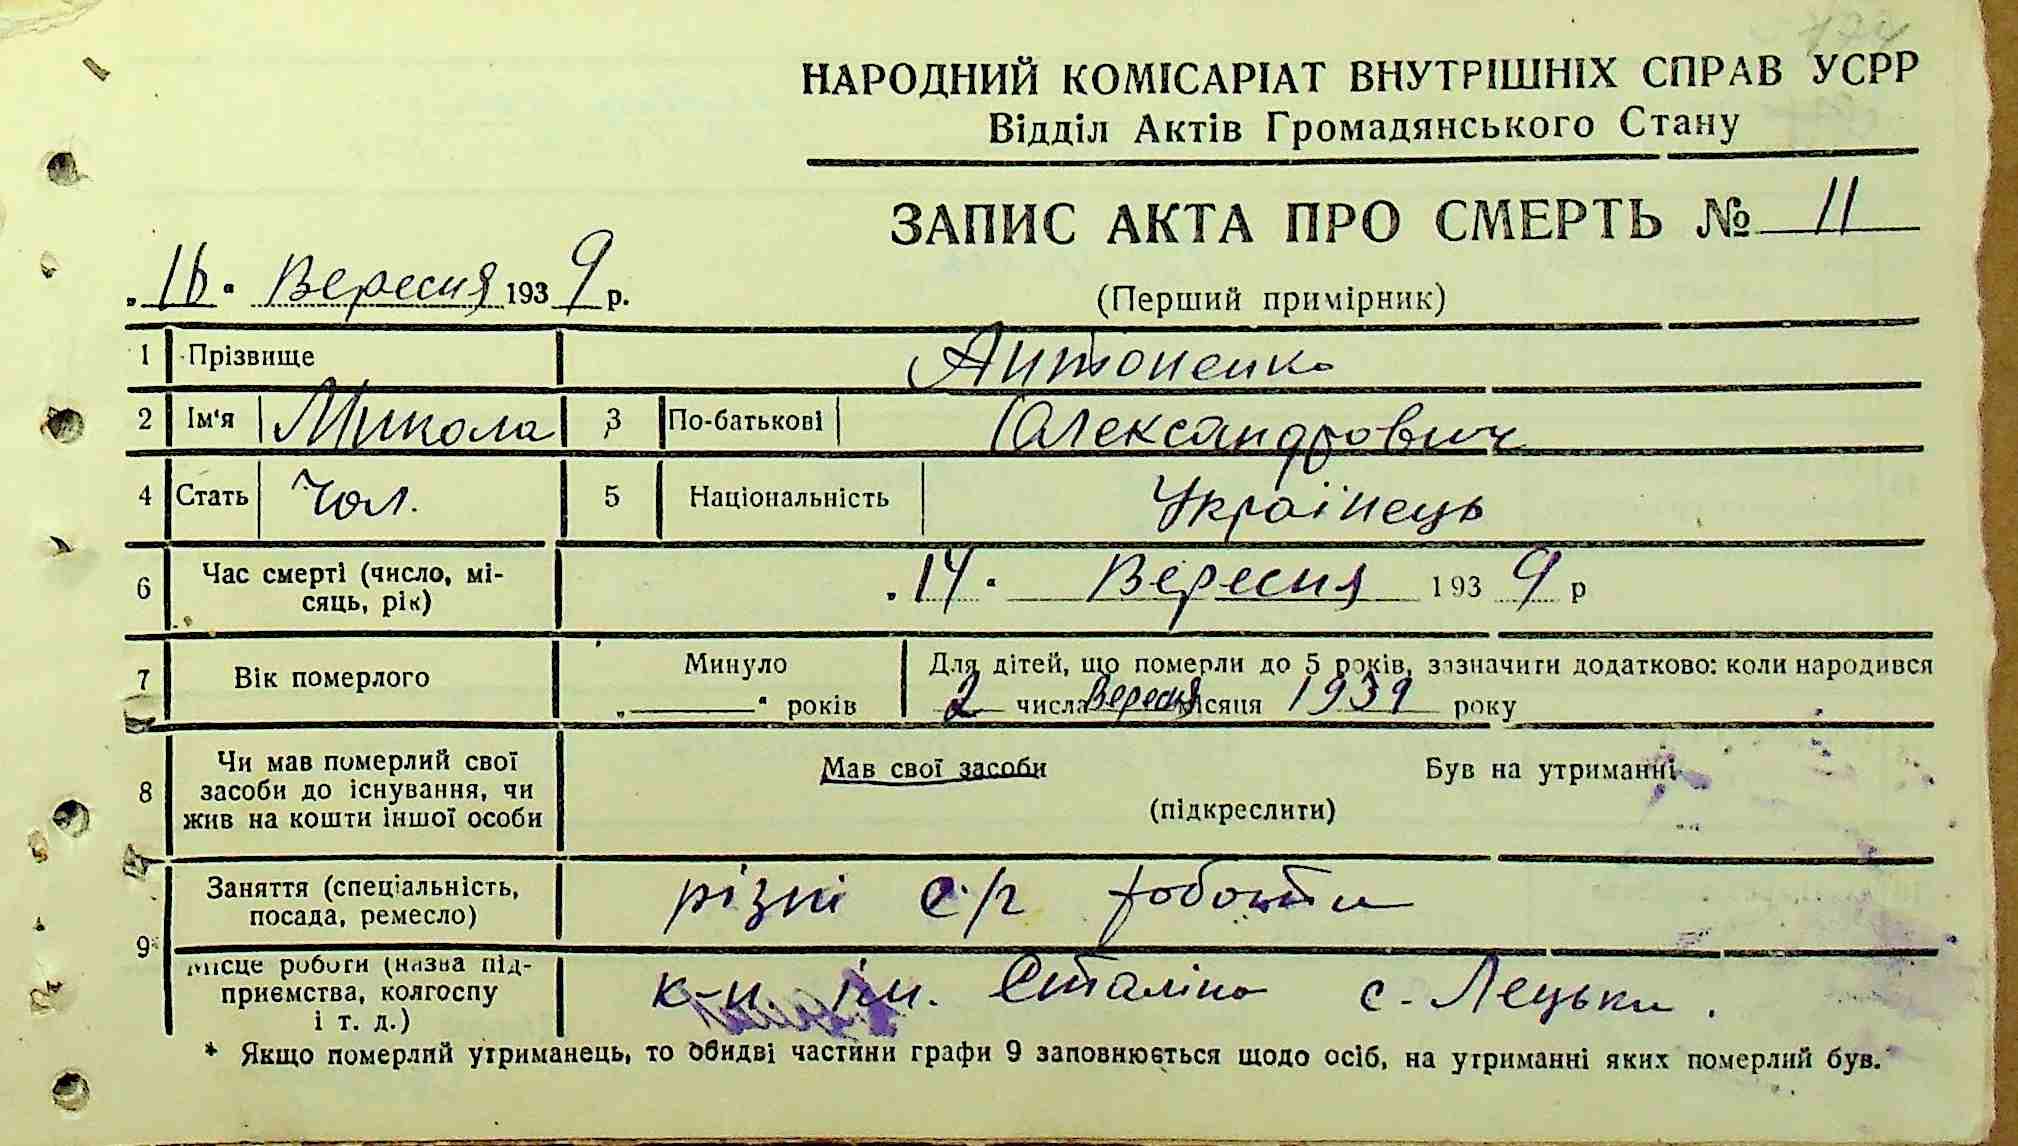 НАРОДНИЙ КОМІСАРІАТ ВНУТРІШНІХ СПРАВ УСРР
Відділ Актів Громадянського Стану
ЗАПИС АКТА ПРО СМЕРТЬ № 11
„16“ Вересня 1939 р.
(Перший примірник)
1 Прізвище Антоненко
2 Ім'я Микола 3 По-батькові Олександрович
4 Стать Чол. 5 Національність Українець
6 Час смерті (число, мі-
сяць, рік) „14“ Вересня 1939 р
7 Вік померлого Минуло
„—“ років
Для дітей, що померли до 5 років, зазначити додатково: коли народився
2 числа Вересня місяця 1939 року
8 Чи мав померлий свої
засоби до існування, чи
жив на кошти іншої особи
Мав свої засоби Був на утриманні
(підкреслити)
9 Заняття (спеціальність,
посада, ремесло) різні с/г роботи
Місце роботи (назва під-
приємства, колгоспу
і т. д.) к-п ім. Сталіна с. Лецьки.
* Якщо померлий утриманець, то обидві частини графи 9 заповнюється щодо осіб, на утриманні яких померлий був.